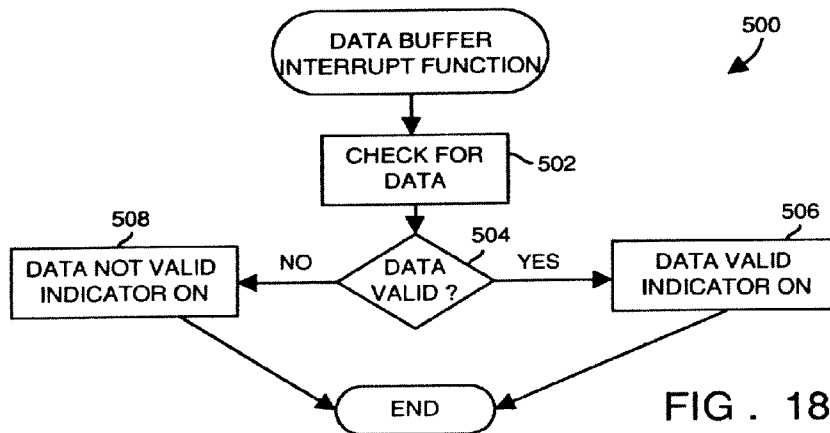 DATA BUFFER
INTERRUPT FUNCTION
500
CHECK FOR
DATA
502
508
DATA NOT VALID
INDICATOR ON
NO
DATA
VALID ?
504
YES
506
DATA VALID
INDICATOR ON
END
FIG . 18